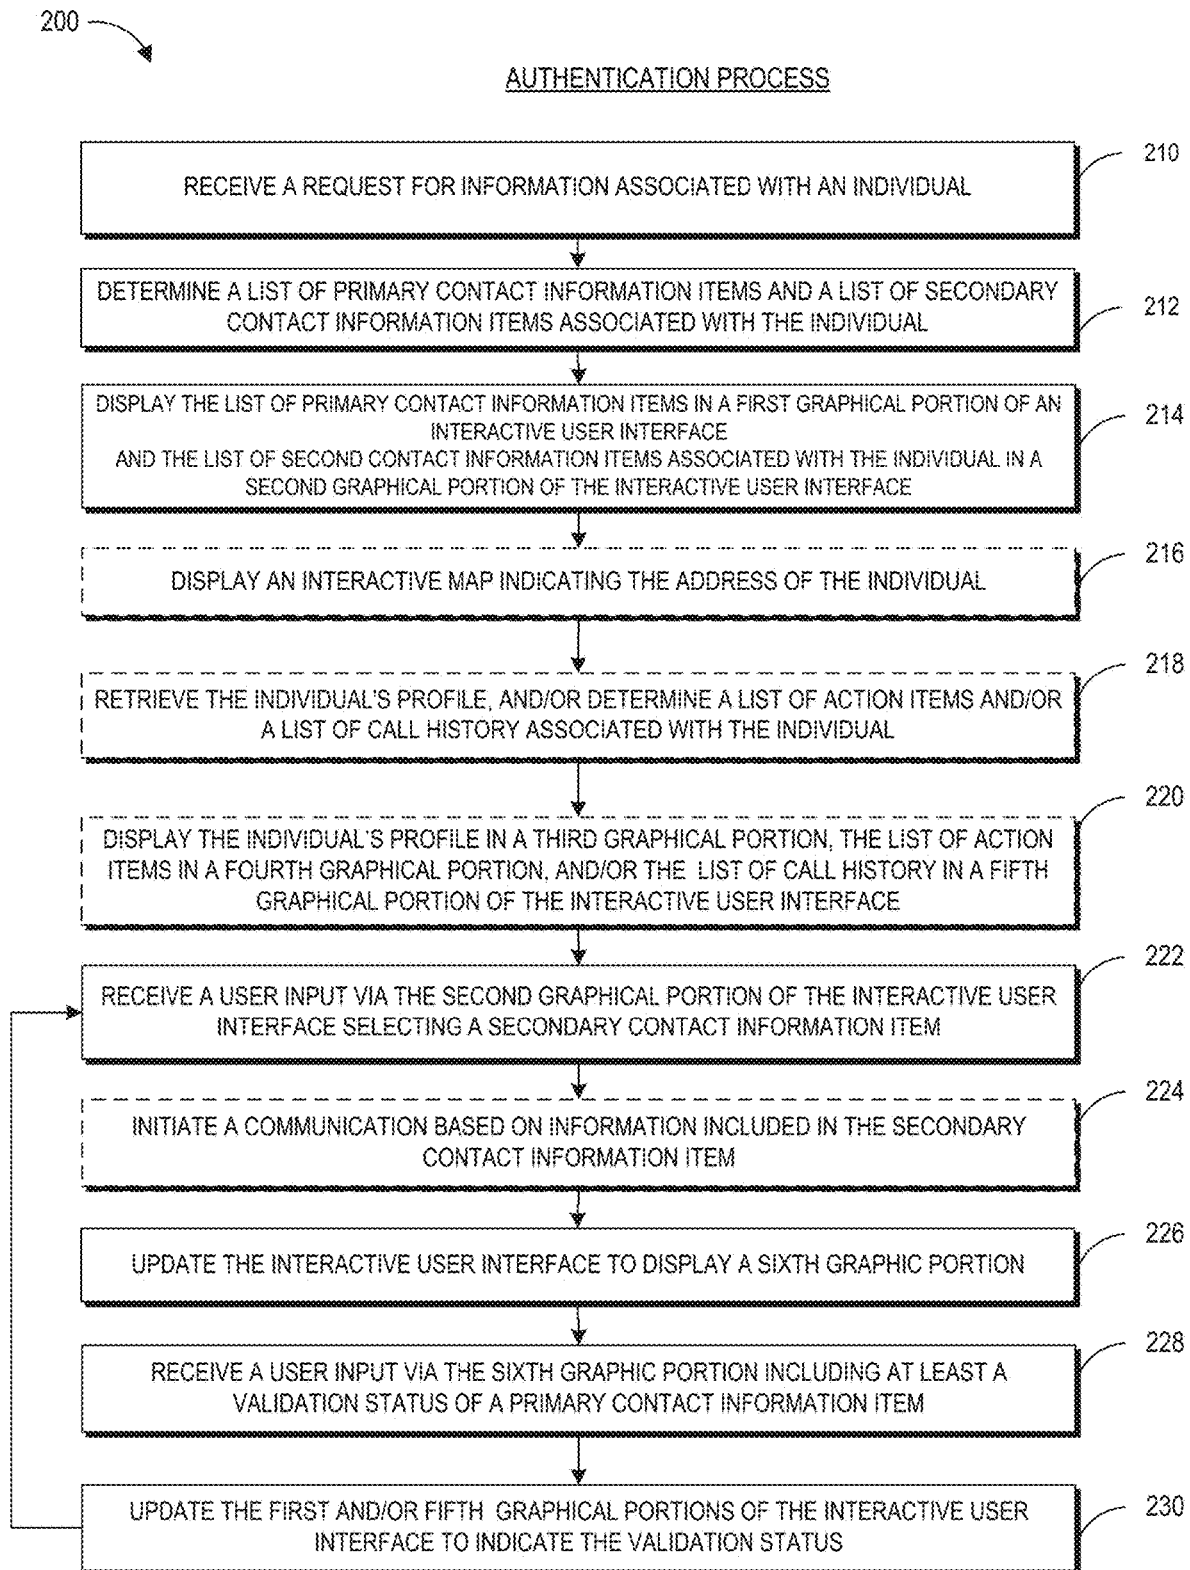 200
AUTHENTICATION PROCESS
210
RECEIVE A REQUEST FOR INFORMATION ASSOCIATED WITH AN INDIVIDUAL
DETERMINE A LIST OF PRIMARY CONTACT INFORMATION ITEMS AND A LIST OF SECONDARY
CONTACT INFORMATION ITEMS ASSOCIATED WITH THE INDIVIDUAL
212
DISPLAY THE LIST OF PRIMARY CONTACT INFORMATION ITEMS IN A FIRST GRAPHICAL PORTION OF AN
INTERACTIVE USER INTERFACE
AND THE LIST OF SECOND CONTACT INFORMATION ITEMS ASSOCIATED WITH THE INDIVIDUAL IN A
SECOND GRAPHICAL PORTION OF THE INTERACTIVE USER INTERFACE
214
216
DISPLAY AN INTERACTIVE MAP INDICATING THE ADDRESS OF THE INDIVIDUAL
218
RETRIEVE THE INDIVIDUAL'S PROFILE, AND/OR DETERMINE A LIST OF ACTION ITEMS AND/OR
A LIST OF CALL HISTORY ASSOCIATED WITH THE INDIVIDUAL
220
DISPLAY THE INDIVIDUAL'S PROFILE IN A THIRD GRAPHICAL PORTION, THE LIST OF ACTION
ITEMS IN A FOURTH GRAPHICAL PORTION, AND/OR THE LIST OF CALL HISTORY IN A FIFTH
GRAPHICAL PORTION OF THE INTERACTIVE USER INTERFACE
222
RECEIVE A USER INPUT VIA THE SECOND GRAPHICAL PORTION OF THE INTERACTIVE USER
INTERFACE SELECTING A SECONDARY CONTACT INFORMATION ITEM
224
INITIATE A COMMUNICATION BASED ON INFORMATION INCLUDED IN THE SECONDARY
CONTACT INFORMATION ITEM
226
UPDATE THE INTERACTIVE USER INTERFACE TO DISPLAY A SIXTH GRAPHIC PORTION
228
RECEIVE A USER INPUT VIA THE SIXTH GRAPHIC PORTION INCLUDING AT LEAST A
VALIDATION STATUS OF A PRIMARY CONTACT INFORMATION ITEM
230
UPDATE THE FIRST AND/OR FIFTH GRAPHICAL PORTIONS OF THE INTERACTIVE USER
INTERFACE TO INDICATE THE VALIDATION STATUS